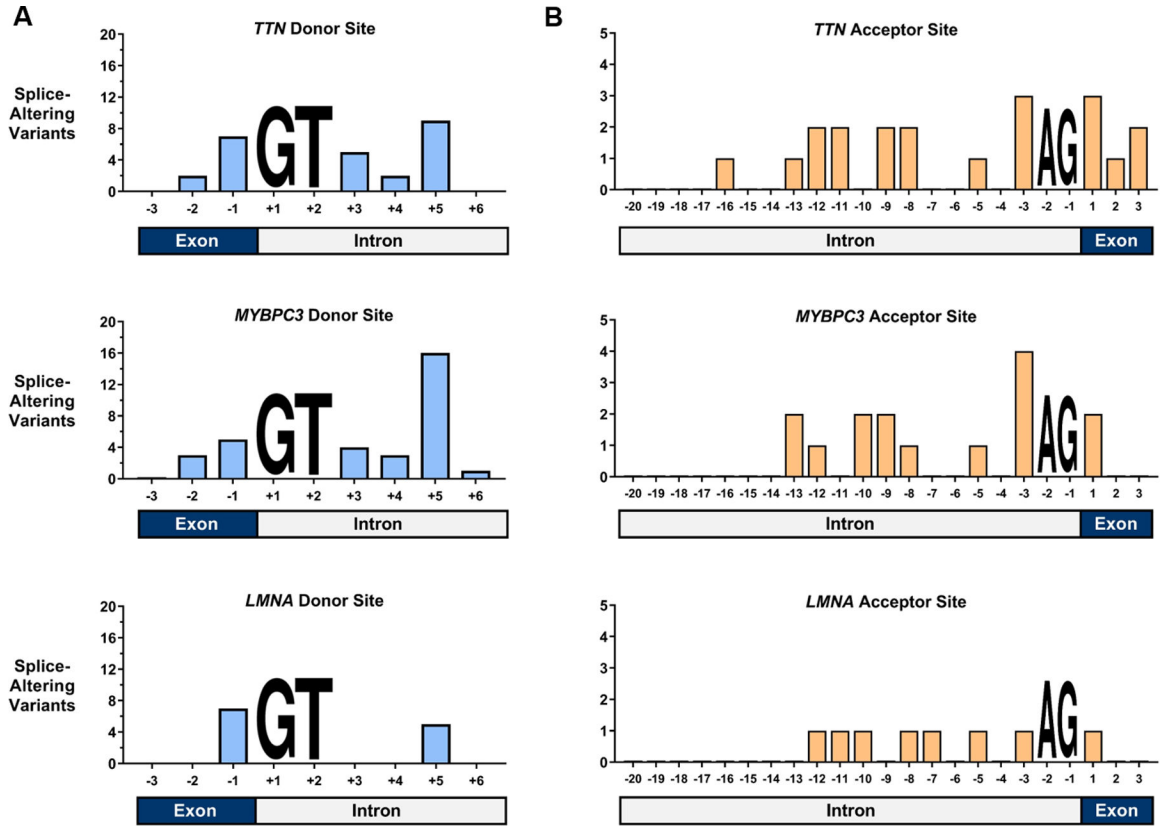 A
TTN Donor Site
Splice-
Altering
Variants
20
16
12
8
4
0
GT
-3 -2 -1 +1 +2 +3 +4 +5 +6
Exon Intron
MYBPC3 Donor Site
Splice-
Altering
Variants
20
16
12
8
4
0
GT
-3 -2 -1 +1 +2 +3 +4 +5 +6
Exon Intron
LMNA Donor Site
Splice-
Altering
Variants
20
16
12
8
4
0
GT
-3 -2 -1 +1 +2 +3 +4 +5 +6
Exon Intron
B
TTN Acceptor Site
5
4
3
2
1
0
AG
-20 -19 -18 -17 -16 -15 -14 -13 -12 -11 -10 -9 -8 -7 -6 -5 -4 -3 -2 -1 1 2 3
Intron Exon
MYBPC3 Acceptor Site
5
4
3
2
1
0
AG
-20 -19 -18 -17 -16 -15 -14 -13 -12 -11 -10 -9 -8 -7 -6 -5 -4 -3 -2 -1 1 2 3
Intron Exon
LMNA Acceptor Site
5
4
3
2
1
0
AG
-20 -19 -18 -17 -16 -15 -14 -13 -12 -11 -10 -9 -8 -7 -6 -5 -4 -3 -2 -1 1 2 3
Intron Exon